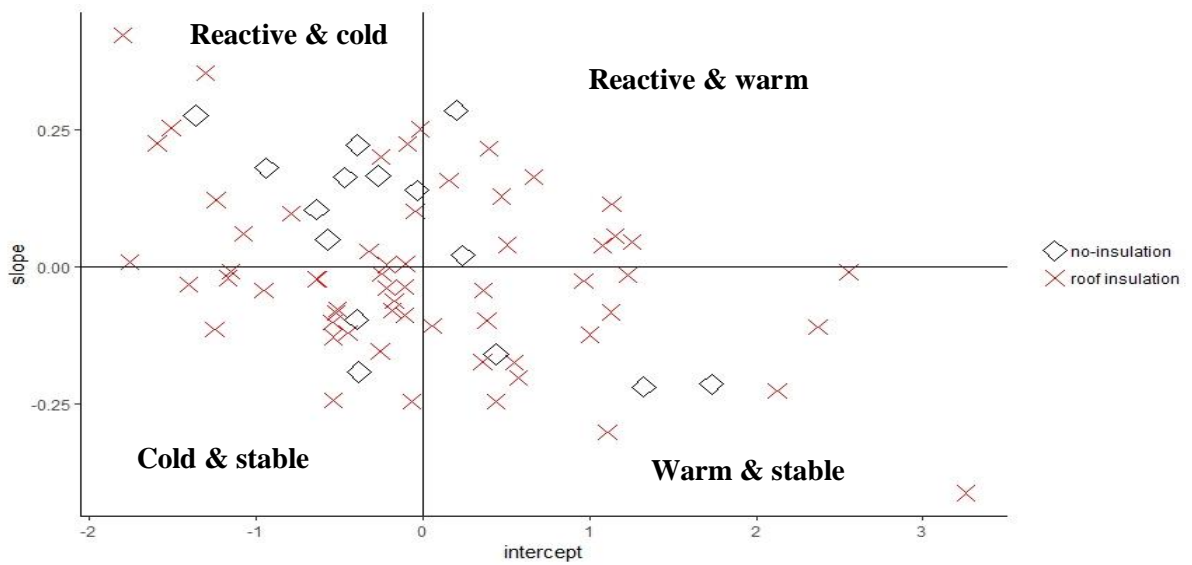 Reactive & cold
Reactive & warm
0.25
0.00
-0.25
slope
no-insulation
roof insulation
Cold & stable
Warm & stable
-2
-1
0
1
2
3
intercept